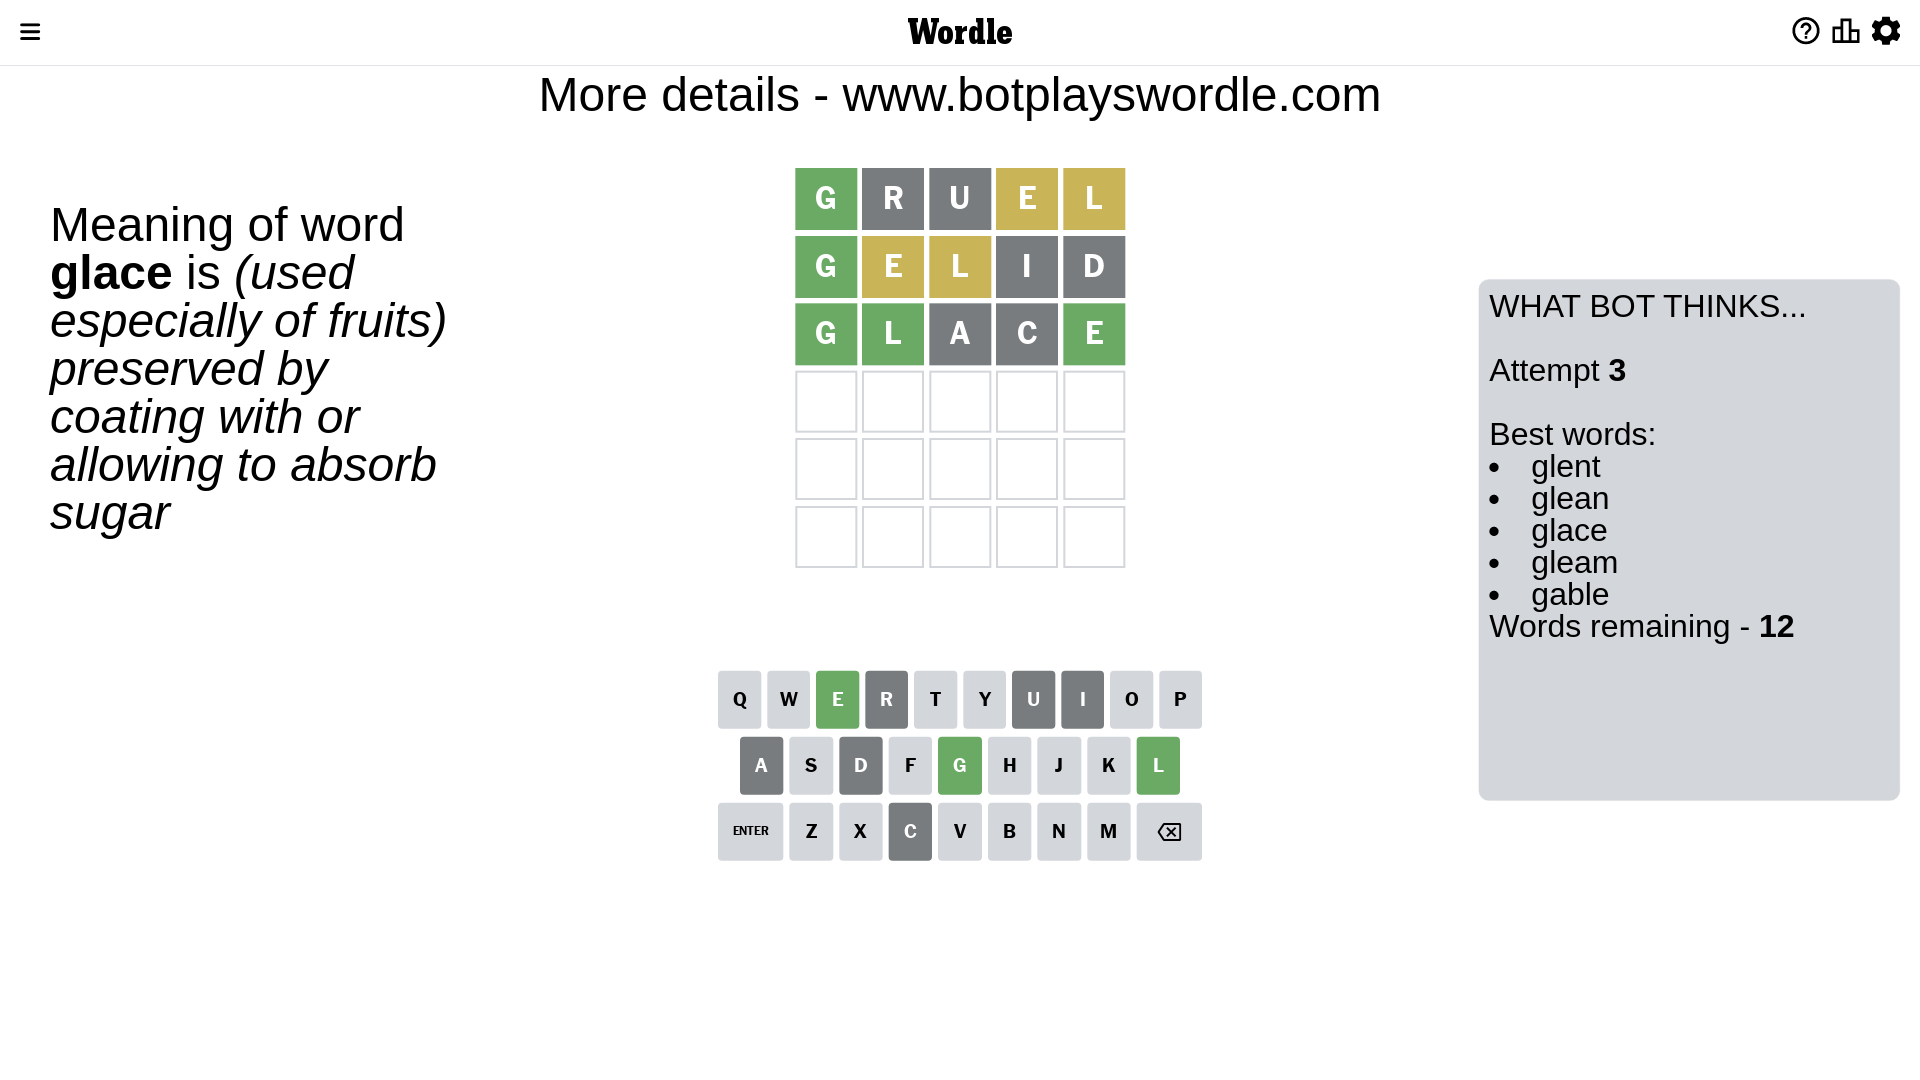 Wordle
More details - www.botplayswordle.com
Meaning of word
glace is (used
especially of fruits)
preserved by
coating with or
allowing to absorb
sugar
G R U E L
G E L I D
G L A C E
WHAT BOT THINKS...
Attempt 3
Best words:
• glent
• glean
• glace
• gleam
• gable
Words remaining - 12
Q W E R T Y U I O P
A S D F G H J K L
ENTER Z X C V B N M